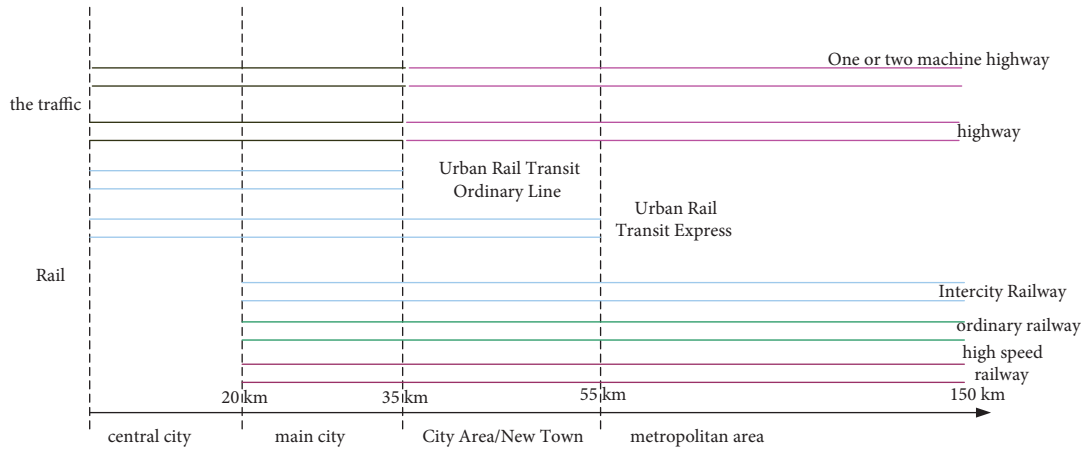 One or two machine highway
the traffic
highway
Urban Rail Transit
Ordinary Line
Urban Rail
Transit Express
Rail
Intercity Railway
ordinary railway
high speed
railway
20 km
35 km
55 km
150 km
central city
main city
City Area/New Town
metropolitan area